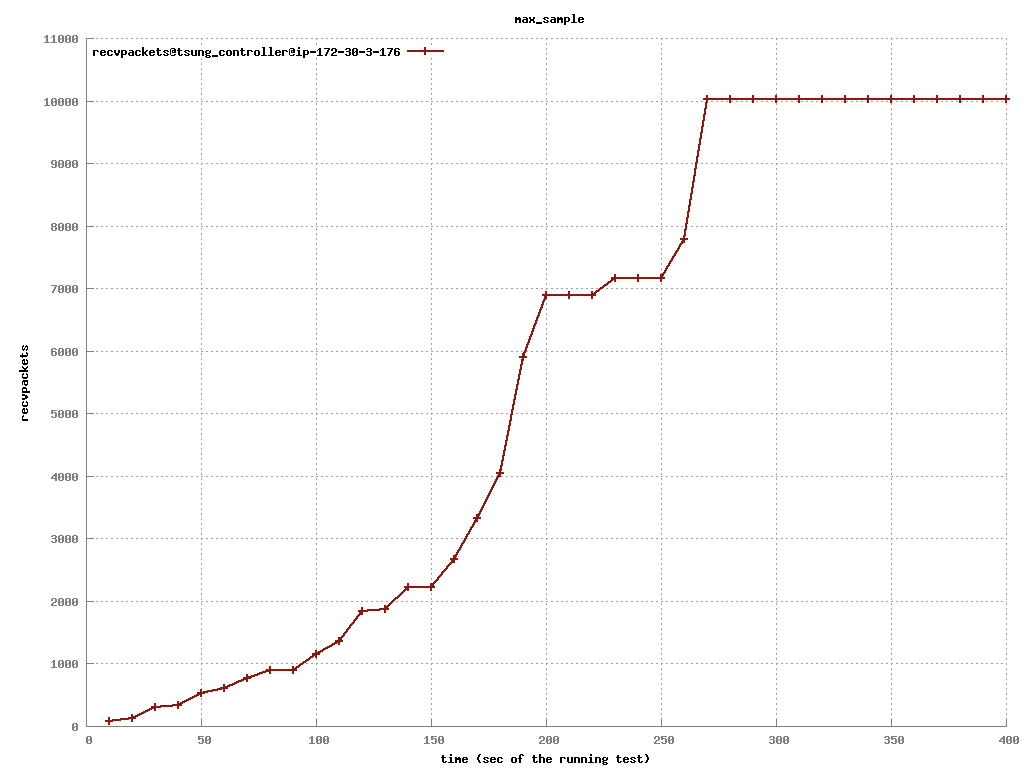 max_sample
11000
recvpackets@tsung_controller@ip-172-30-3-176
10000
9000
8000
7000
6000
recvpackets
5000
4000
3000
2000
1000
0
0 50 100 150 200 250 300 350 400
time (sec of the running test)